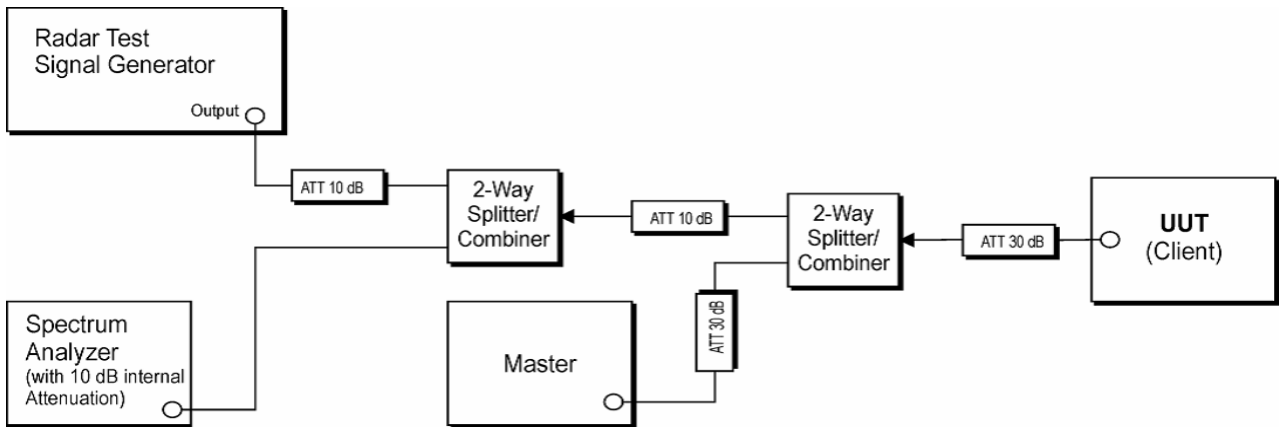 Radar Test
Signal Generator
Output
ATT 10 dB
2-Way
Splitter/
Combiner
ATT 10 dB
2-Way
Splitter/
Combiner
ATT 30 dB
UUT
(Client)
Spectrum
Analyzer
(with 10 dB internal
Attenuation)
Master
ATT 30 dB